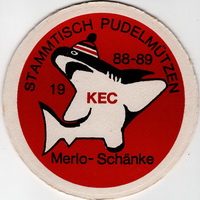 STAMMTISCH PUDELMÜTZEN
19 88-89
KEC
Merlo-Schänke